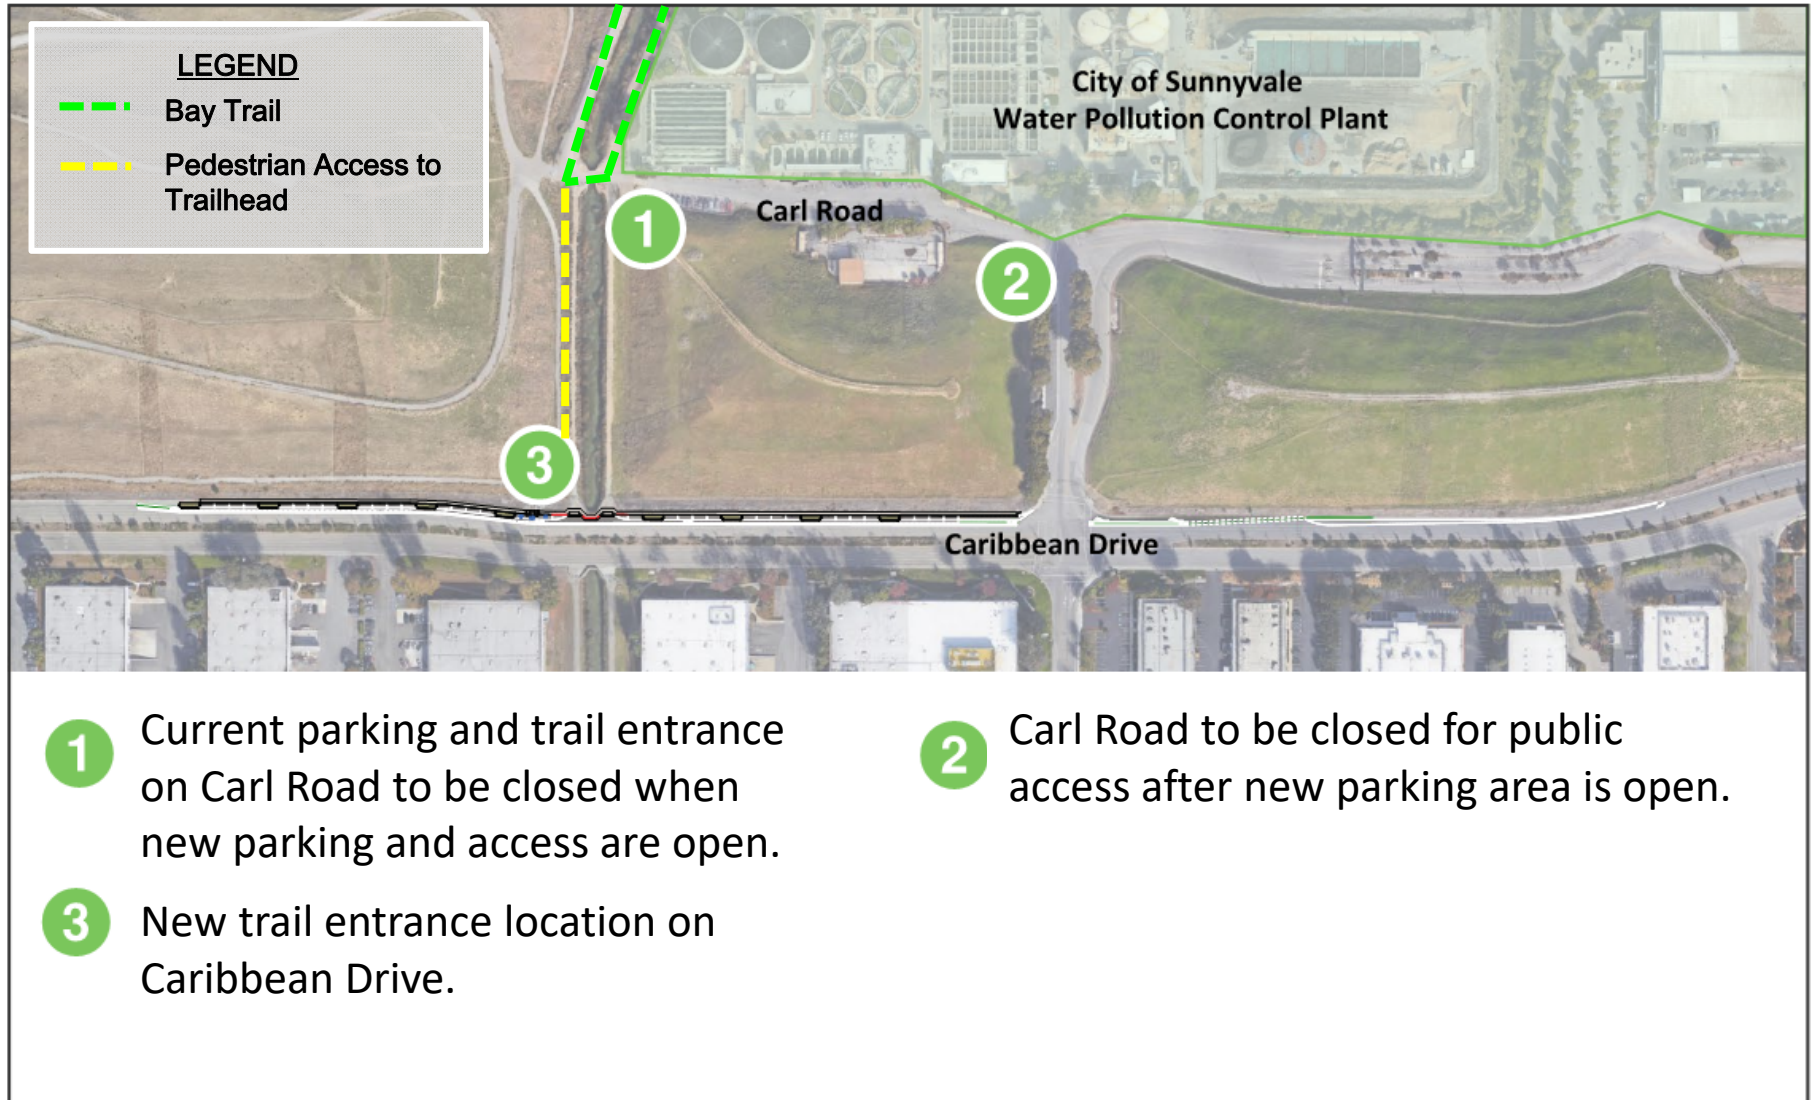 LEGEND
Bay Trail
Pedestrian Access to
Trailhead
City of Sunnyvale
Water Pollution Control Plant
Carl Road
1
2
3
Caribbean Drive
1
Current parking and trail entrance
on Carl Road to be closed when
new parking and access are open.
2
Carl Road to be closed for public
access after new parking area is open.
3
New trail entrance location on
Caribbean Drive.